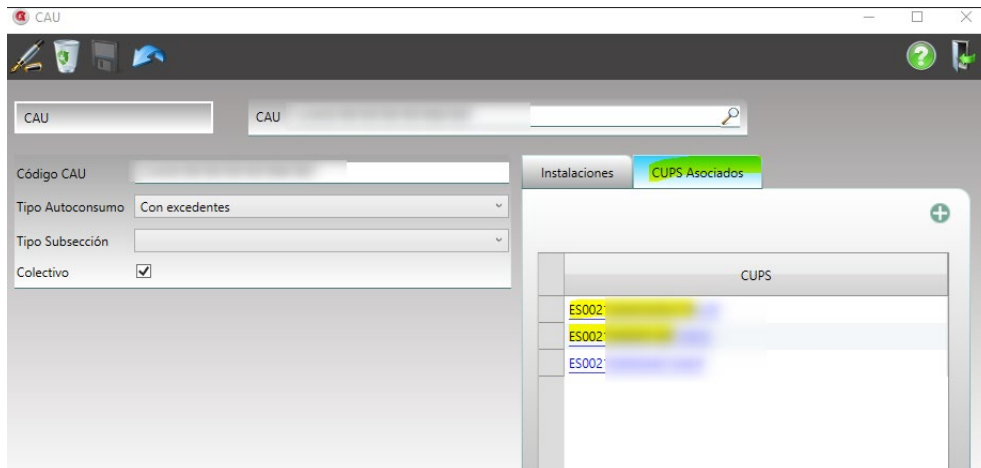 CAU
CAU
CAU
Código CAU
Tipo Autoconsumo Con excedentes
Tipo Subsección
Colectivo
Instalaciones CUPS Asociados
CUPS
ES002
ES002
ES002